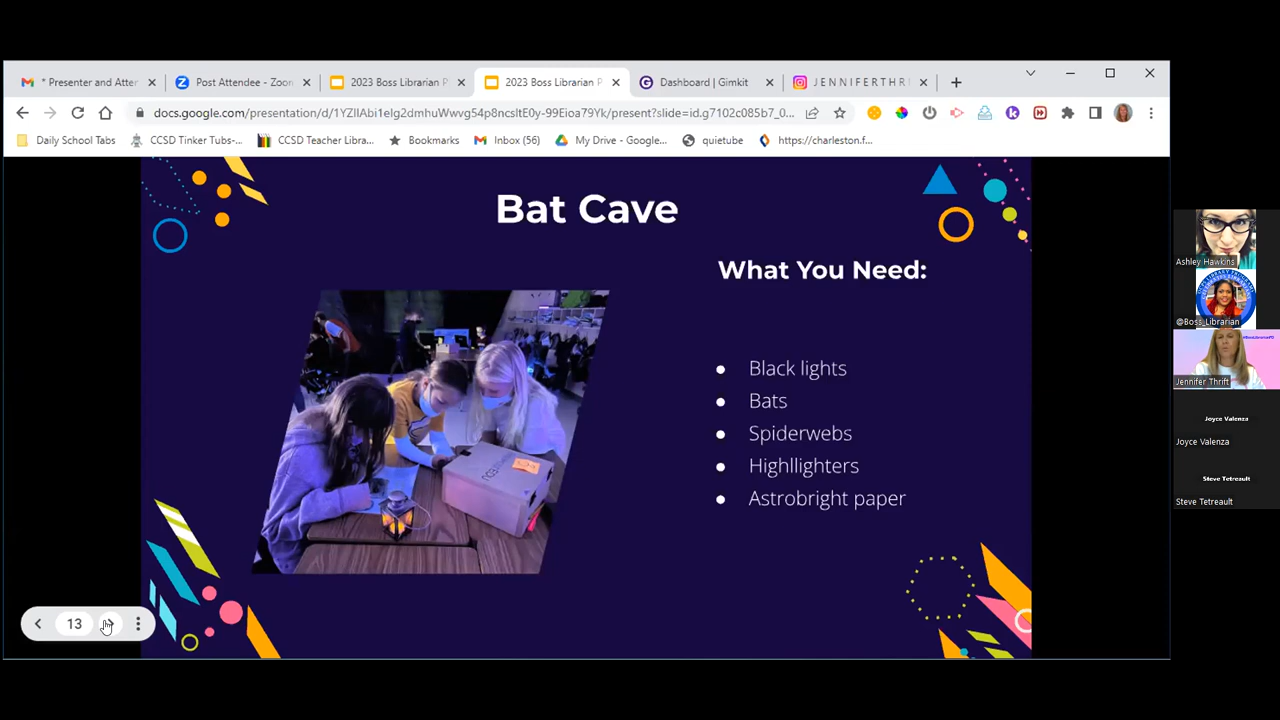 * Presenter and Atten
Post Attendee - Zoom
2023 Boss Librarian P
2023 Boss Librarian P
Dashboard | Gimkit
J E N N I F E R T H R
docs.google.com/presentation/d/1YZllAbi1elg2dmhuWwvg54p8ncsltE0y-99Eioa79Yk/present?slide=id.g7102c085b7_0...
Daily School Tabs
CCSD Tinker Tubs-...
CCSD Teacher Libra...
Bookmarks
Inbox (56)
My Drive - Google...
quietube
https://charleston.f...
Bat Cave
What You Need:
Black lights
Bats
Spiderwebs
Highllighters
Astrobright paper
13
Ashley Hawkins
@Boss_Librarian
Jennifer Thrift
Joyce Valenza
Joyce Valenza
Steve Tetreault
Steve Tetreault